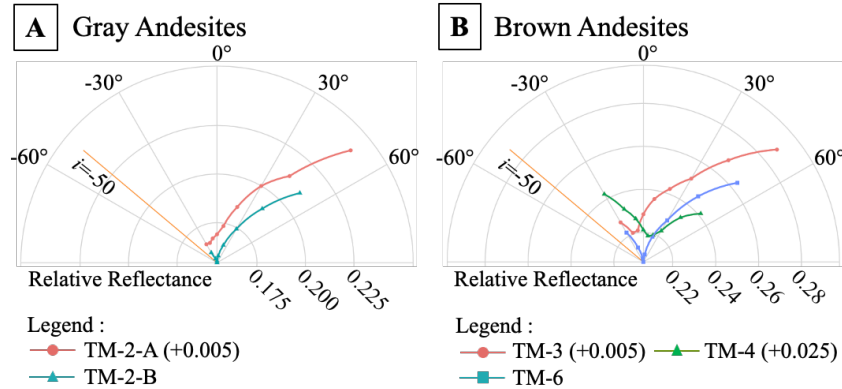 A Gray Andesites
0°
-30° 30°
-60° 60°
i=-50
Relative Reflectance
0.175 0.200 0.225
Legend :
TM-2-A (+0.005)
TM-2-B
B Brown Andesites
0°
-30° 30°
-60° 60°
i=-50
Relative Reflectance
0.22 0.24 0.26 0.28
Legend :
TM-3 (+0.005) TM-4 (+0.025)
TM-6